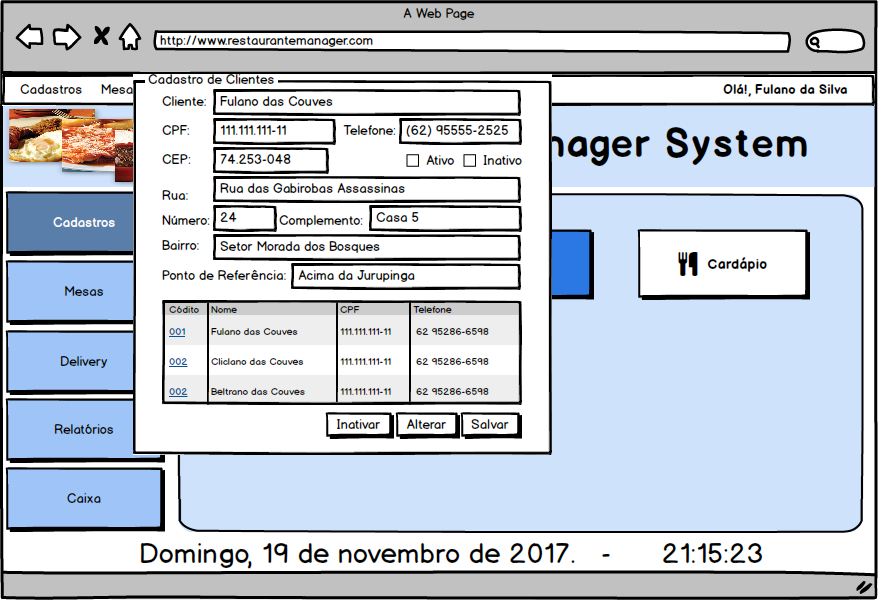 A Web Page
http://www.restaurantemanager.com
Cadastros
Olá!, Fulano da Silva
Cadastro de Clientes
Cliente: Fulano das Couves
CPF: 111.111.111-11 Telefone: (62) 95555-2525
CEP: 74.253-048 Ativo Inativo
Rua: Rua das Gabirobas Assassinas
Número: 24 Complemento: Casa 5
Bairro: Setor Morada dos Bosques
Ponto de Referência: Acima da Jurupinga
Código Nome CPF Telefone
001 Fulano das Couves 111.111.111-11 62 95286-6598
002 Cliclano das Couves 111.111.111-11 62 95286-6598
002 Beltrano das Couves 111.111.111-11 62 95286-6598
Inativar Alterar Salvar
System
Cadastros
Mesas
Delivery
Relatórios
Caixa
Cardápio
Domingo, 19 de novembro de 2017. - 21:15:23